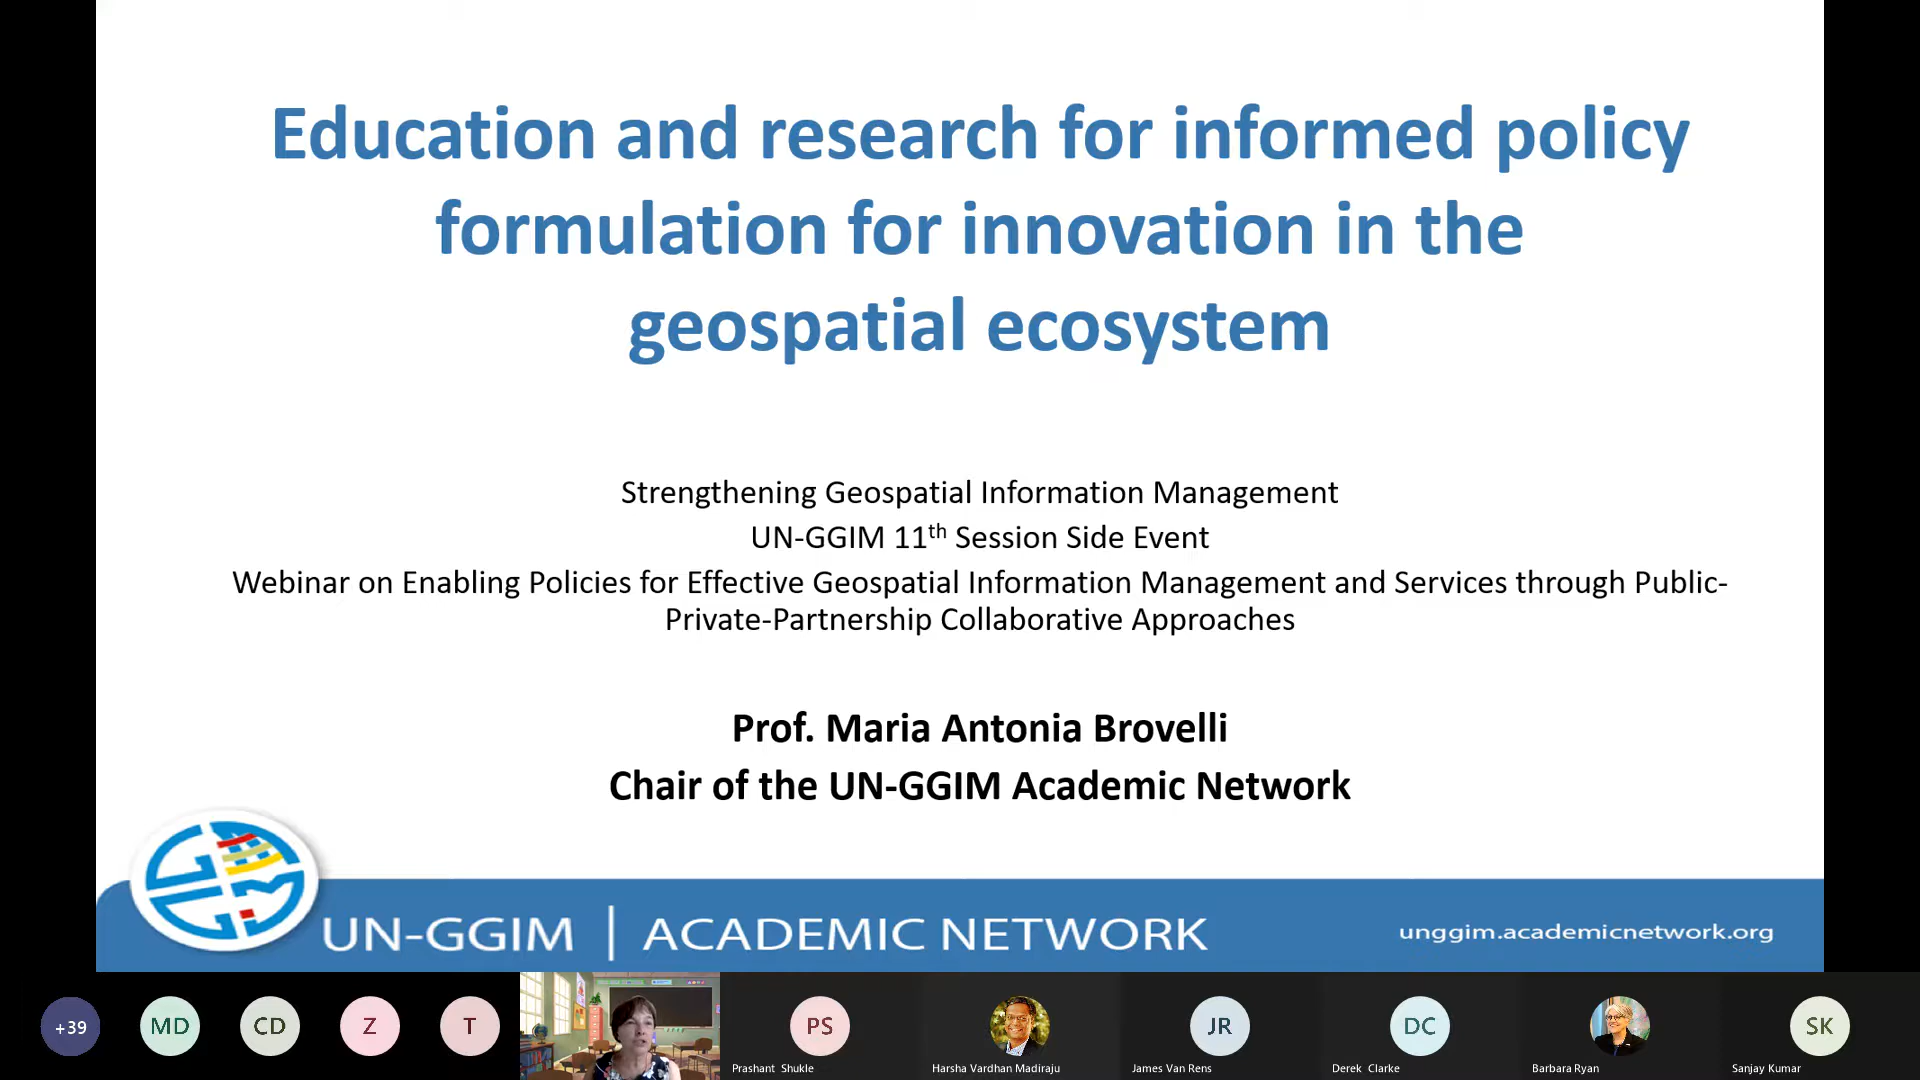 Education and research for informed policy
formulation for innovation in the
geospatial ecosystem
Strengthening Geospatial Information Management
UN-GGIM 11th Session Side Event
Webinar on Enabling Policies for Effective Geospatial Information Management and Services through Public-
Private-Partnership Collaborative Approaches
Prof. Maria Antonia Brovelli
Chair of the UN-GGIM Academic Network
UN-GGIM | ACADEMIC NETWORK
unggim.academicnetwork.org
+39
MD
CD
Z
T
PS
JR
DC
SK
Prashant Shukle
Harsha Vardhan Madiraju
James Van Rens
Derek Clarke
Barbara Ryan
Sanjay Kumar